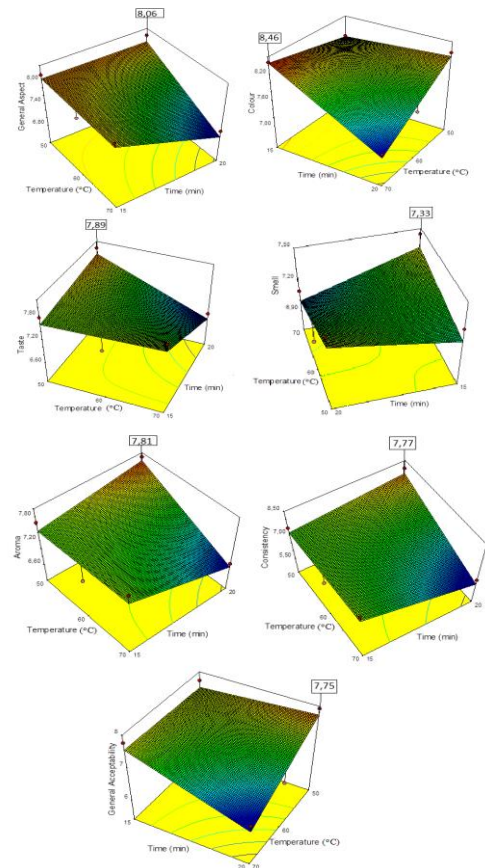 8,06
General Aspect
8,00
7,40
6,80
50
60
70
Temperature (°C)
15
20
Time (min)
8,46
Colour
8,20
7,60
7,00
15
Time (min)
20
70
60
50
Temperature (°C)
7,89
Taste
7,60
7,20
6,60
50
60
70
Temperature (°C)
15
20
Time (min)
7,33
Smell
7,20
6,90
70
60
50
Temperature (°C)
20
15
Time (min)
7,81
Aroma
7,80
7,20
6,60
50
60
70
Temperature (°C)
15
20
Time (min)
7,77
Consistency
8,50
5,50
50
60
70
Temperature (°C)
15
20
Time (min)
7,75
General Acceptability
8
7
6
15
Time (min)
20
70
60
50
Temperature (°C)